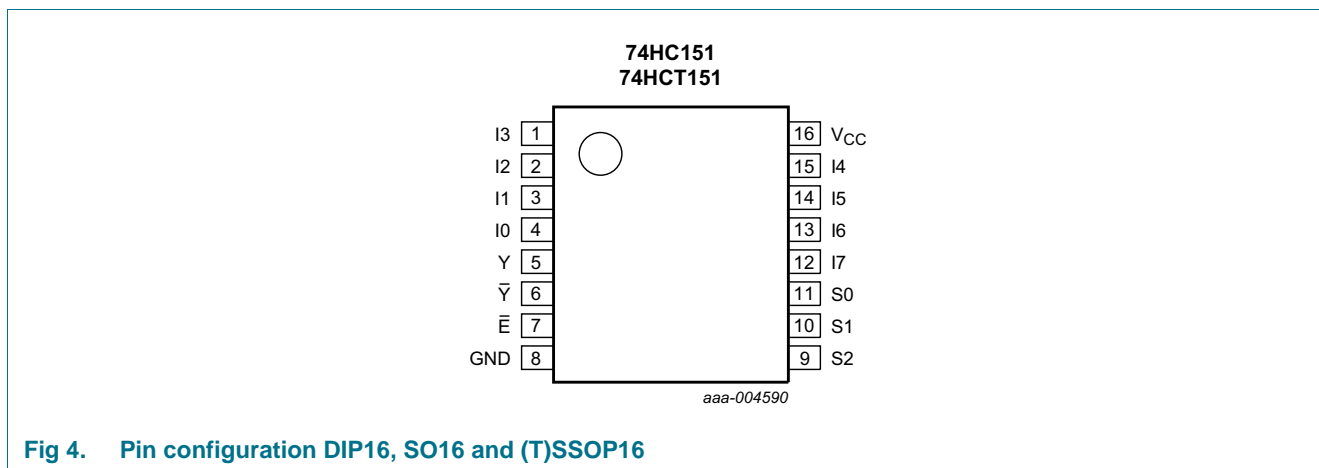 74HC151
74HCT151
I3 1 16 VCC
I2 2 15 I4
I1 3 14 I5
I0 4 13 I6
Y 5 12 I7
Y̅ 6 11 S0
E̅ 7 10 S1
GND 8 9 S2
aaa-004590
Fig 4. Pin configuration DIP16, SO16 and (T)SSOP16